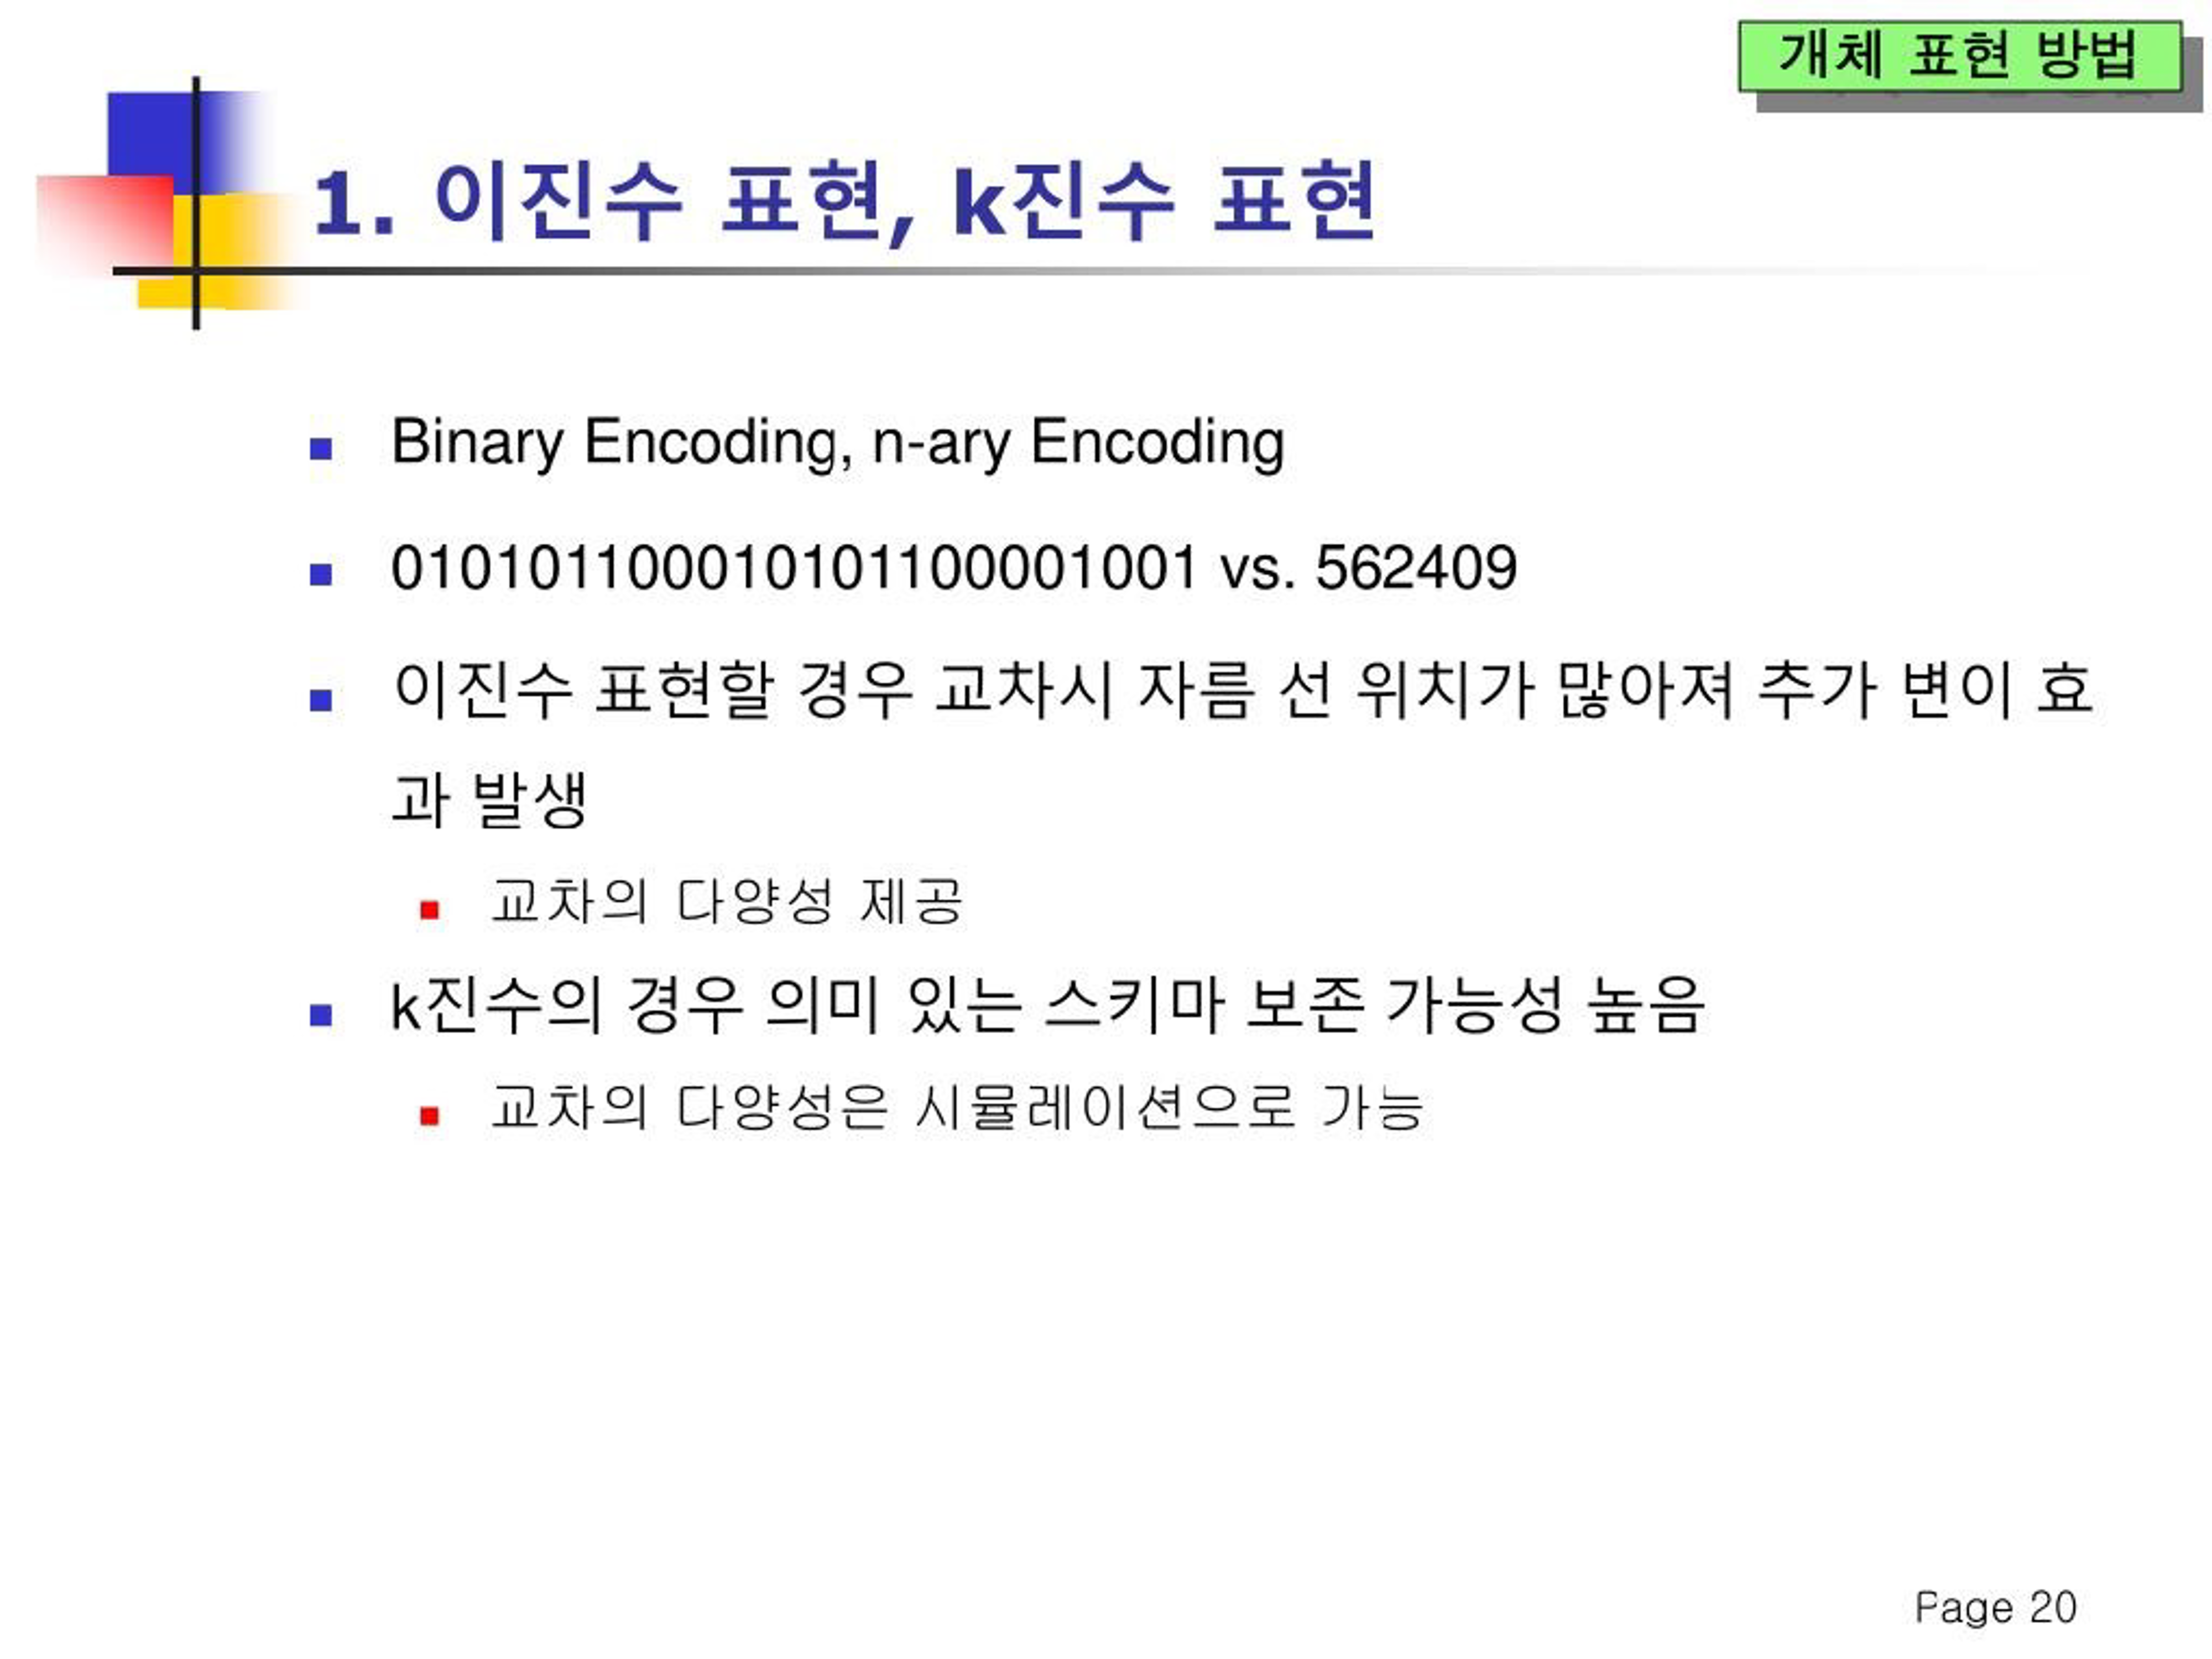 개체 표현 방법
1. 이진수 표현, k진수 표현
Binary Encoding, n-ary Encoding
010101100010101100001001 vs. 562409
이진수 표현할 경우 교차시 자름 선 위치가 많아져 추가 변이 효
과 발생
교차의 다양성 제공
k진수의 경우 의미 있는 스키마 보존 가능성 높음
교차의 다양성은 시뮬레이션으로 가능
Page 20